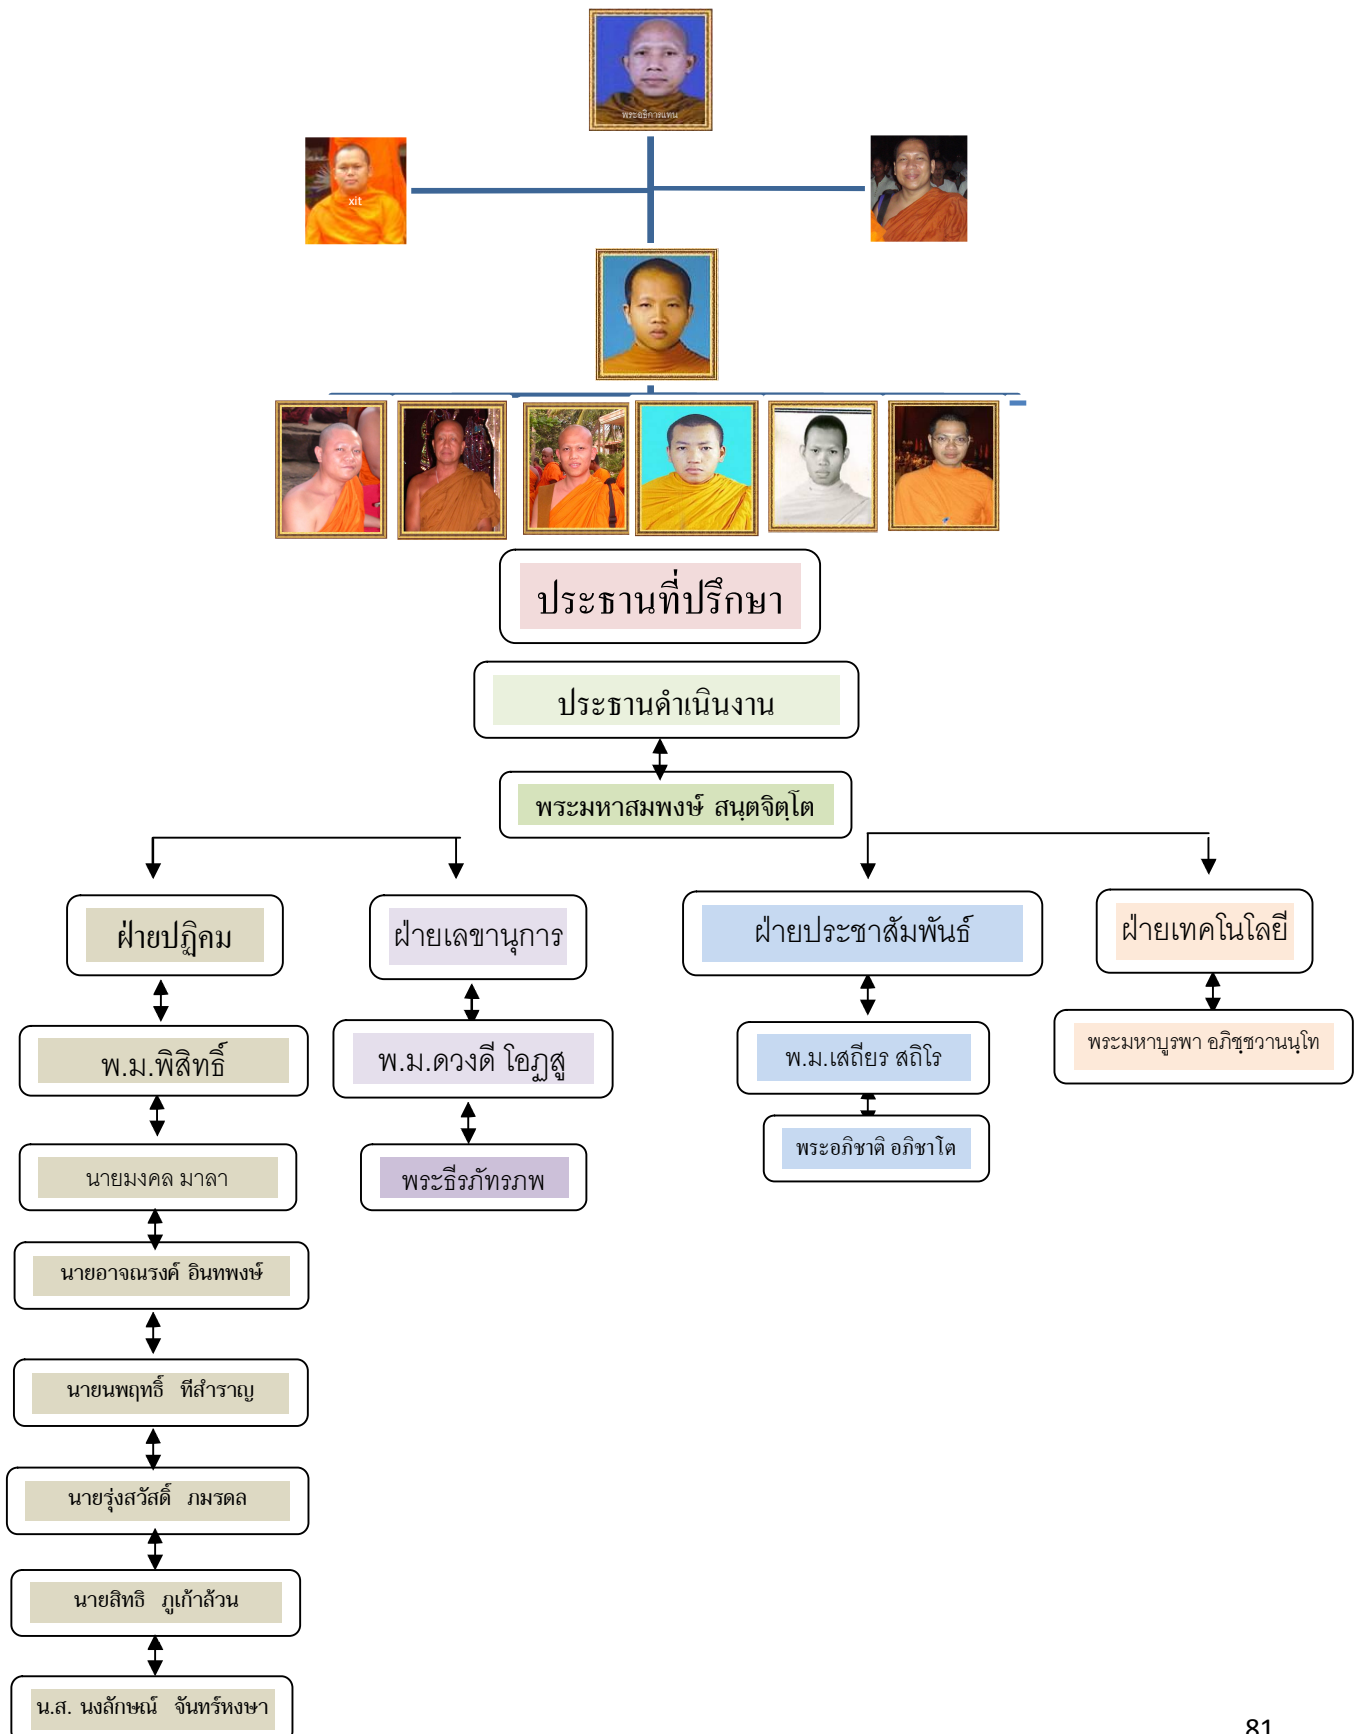 พระอธิการแทน
xit
ประธานที่ปรึกษา
ประธานดำเนินงาน
พระมหาสมพงษ์ สนฺตจิตฺโต
ฝ่ายปฏิคม
ฝ่ายเลขานุการ
ฝ่ายประชาสัมพันธ์
ฝ่ายเทคโนโลยี
พ.ม.พิสิทธิ์
พ.ม.ดวงดี โอฏสู
พ.ม.เสถียร สถิโร
พระมหาบูรพา อภิชฺชวานนฺโท
นายมงคล มาลา
พระธีรภัทรภพ
พระอภิชาติ อภิชาโต
นายอาจณรงค์ อินทพงษ์
นายนพฤทธิ์ ทีสำราญ
นายรุ่งสวัสดิ์ ภมรดล
นายสิทธิ ภูเก้าล้วน
น.ส. นงลักษณ์ จันทร์หงษา
81